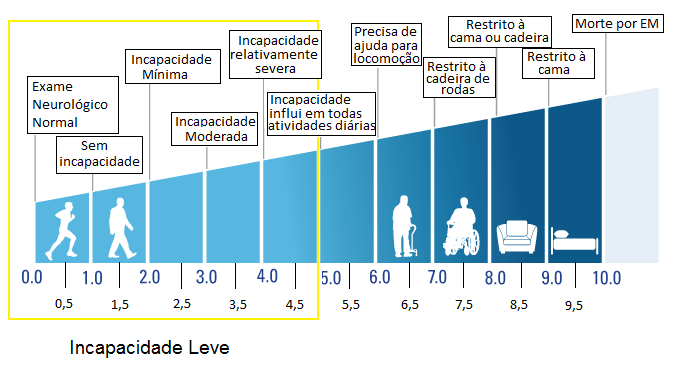 Exame
Neurológico
Normal
Sem
incapacidade
Incapacidade
Mínima
Incapacidade
Moderada
Incapacidade
relativamente
severa
Incapacidade
influi em todas
atividades diárias
Precisa de
ajuda para
locomoção
Restrito à
cadeira de
rodas
Restrito à
cama ou cadeira
Restrito à
cama
Morte por EM
0.0 1.0 2.0 3.0 4.0 5.0 6.0 7.0 8.0 9.0 10.0
0,5 1,5 2,5 3,5 4,5 5,5 6,5 7,5 8,5 9,5
Incapacidade Leve